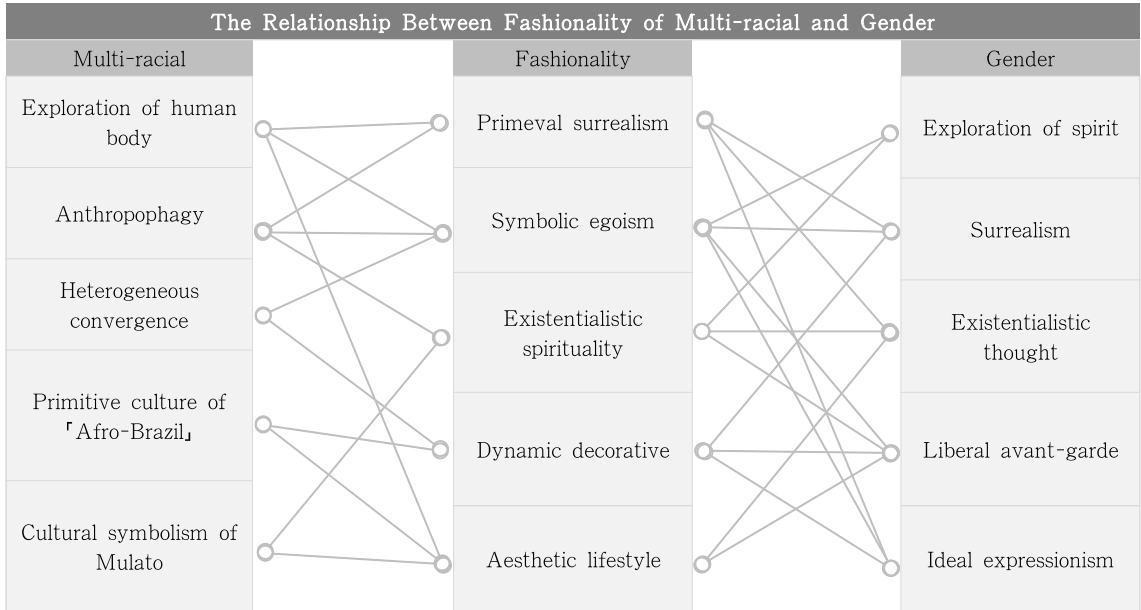 The Relationship Between Fashionality of Multi-racial and Gender
Multi-racial
Fashionality
Gender
Exploration of human
body
Anthropophagy
Heterogeneous
convergence
Primitive culture of
「Afro-Brazil」
Cultural symbolism of
Mulato
Primeval surrealism
Symbolic egoism
Existentialistic
spirituality
Dynamic decorative
Aesthetic lifestyle
Exploration of spirit
Surrealism
Existentialistic
thought
Liberal avant-garde
Ideal expressionism